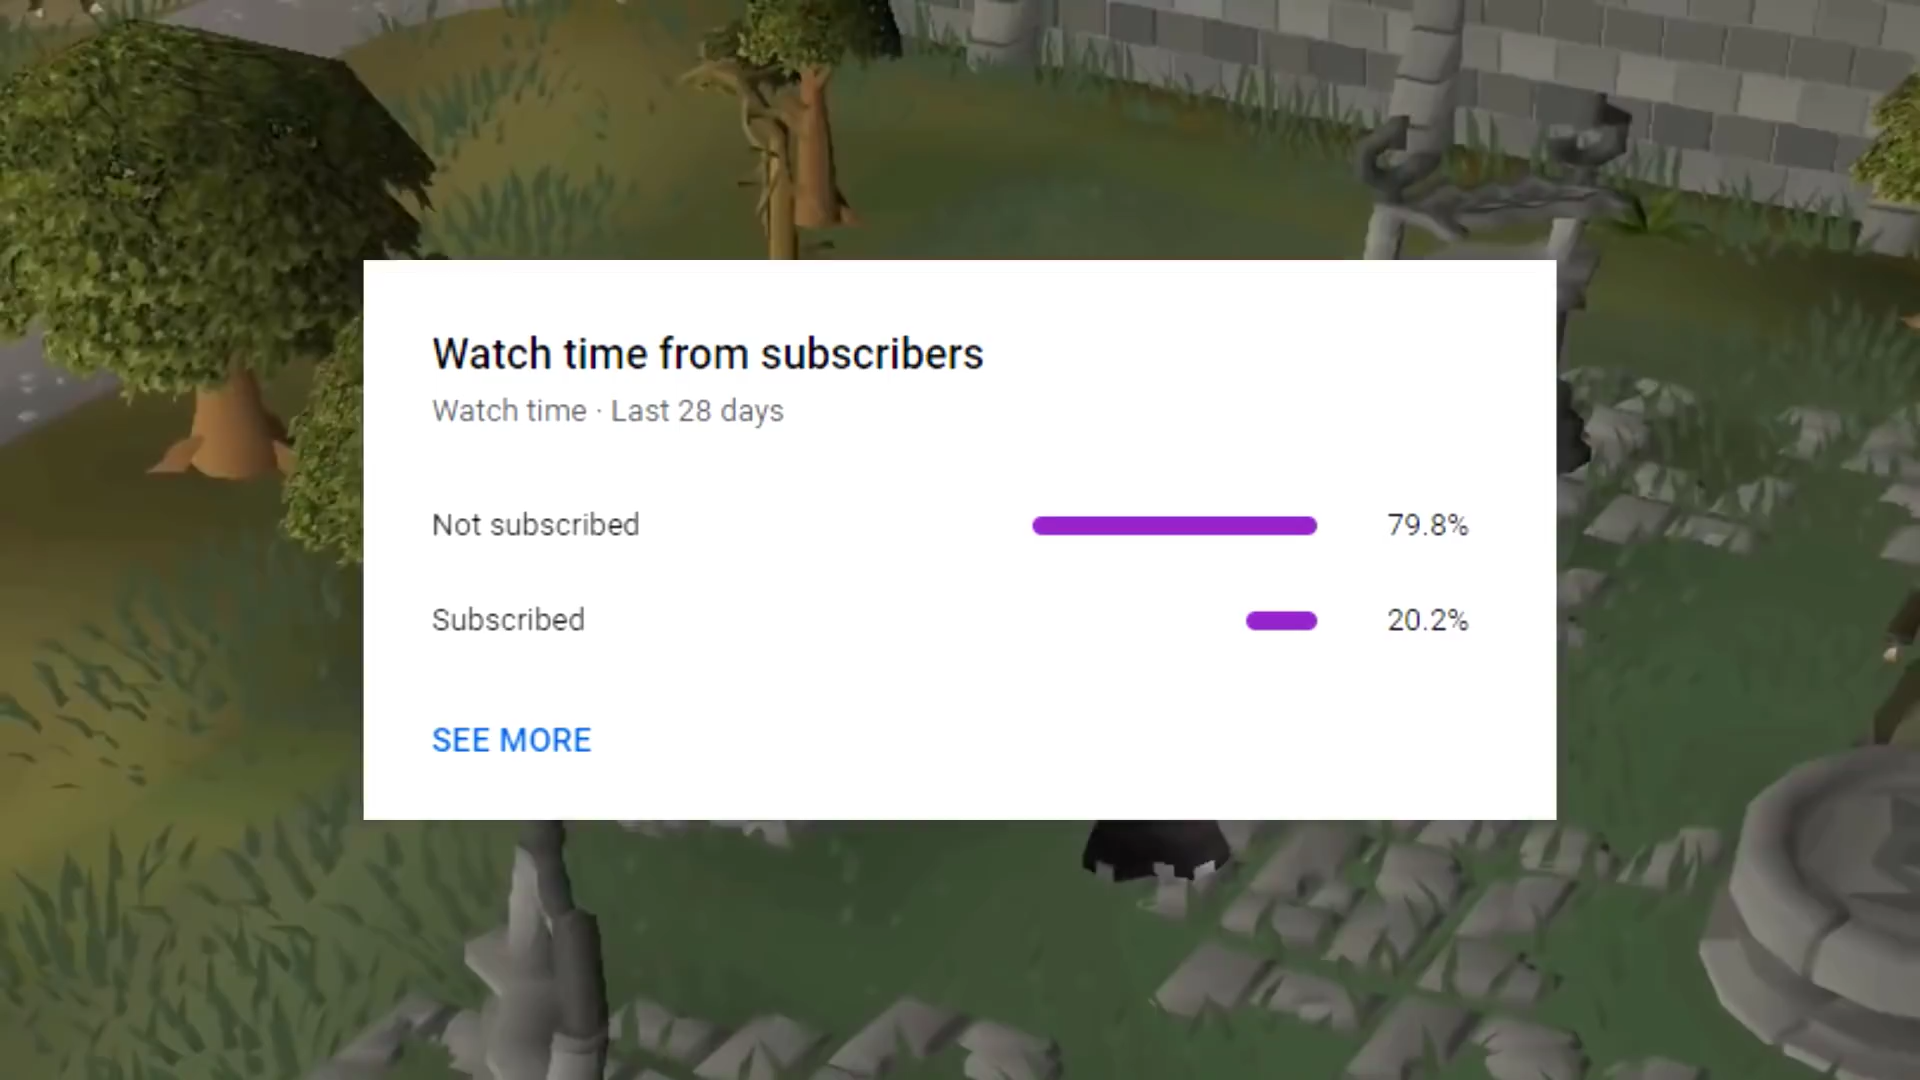 Watch time from subscribers
Watch time · Last 28 days
Not subscribed 79.8%
Subscribed 20.2%
SEE MORE